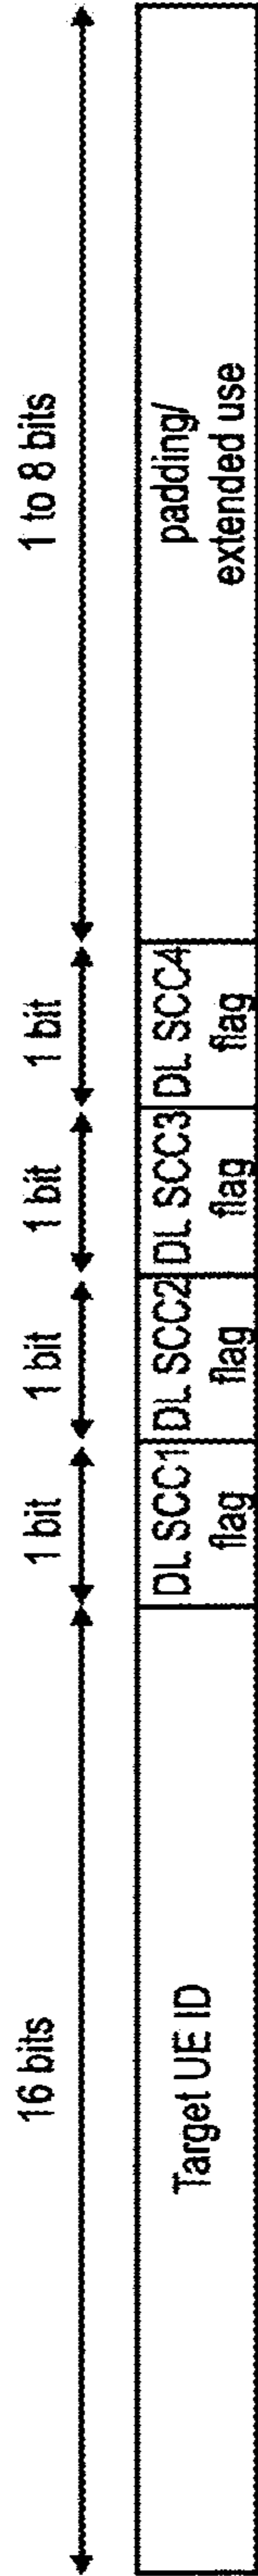 16 bits
1 bit
1 bit
1 bit
1 bit
1 to 8 bits
Target UE ID
DL SCC1
flag
DL SCC2
flag
DL SCC3
flag
DL SCC4
flag
padding/
extended use